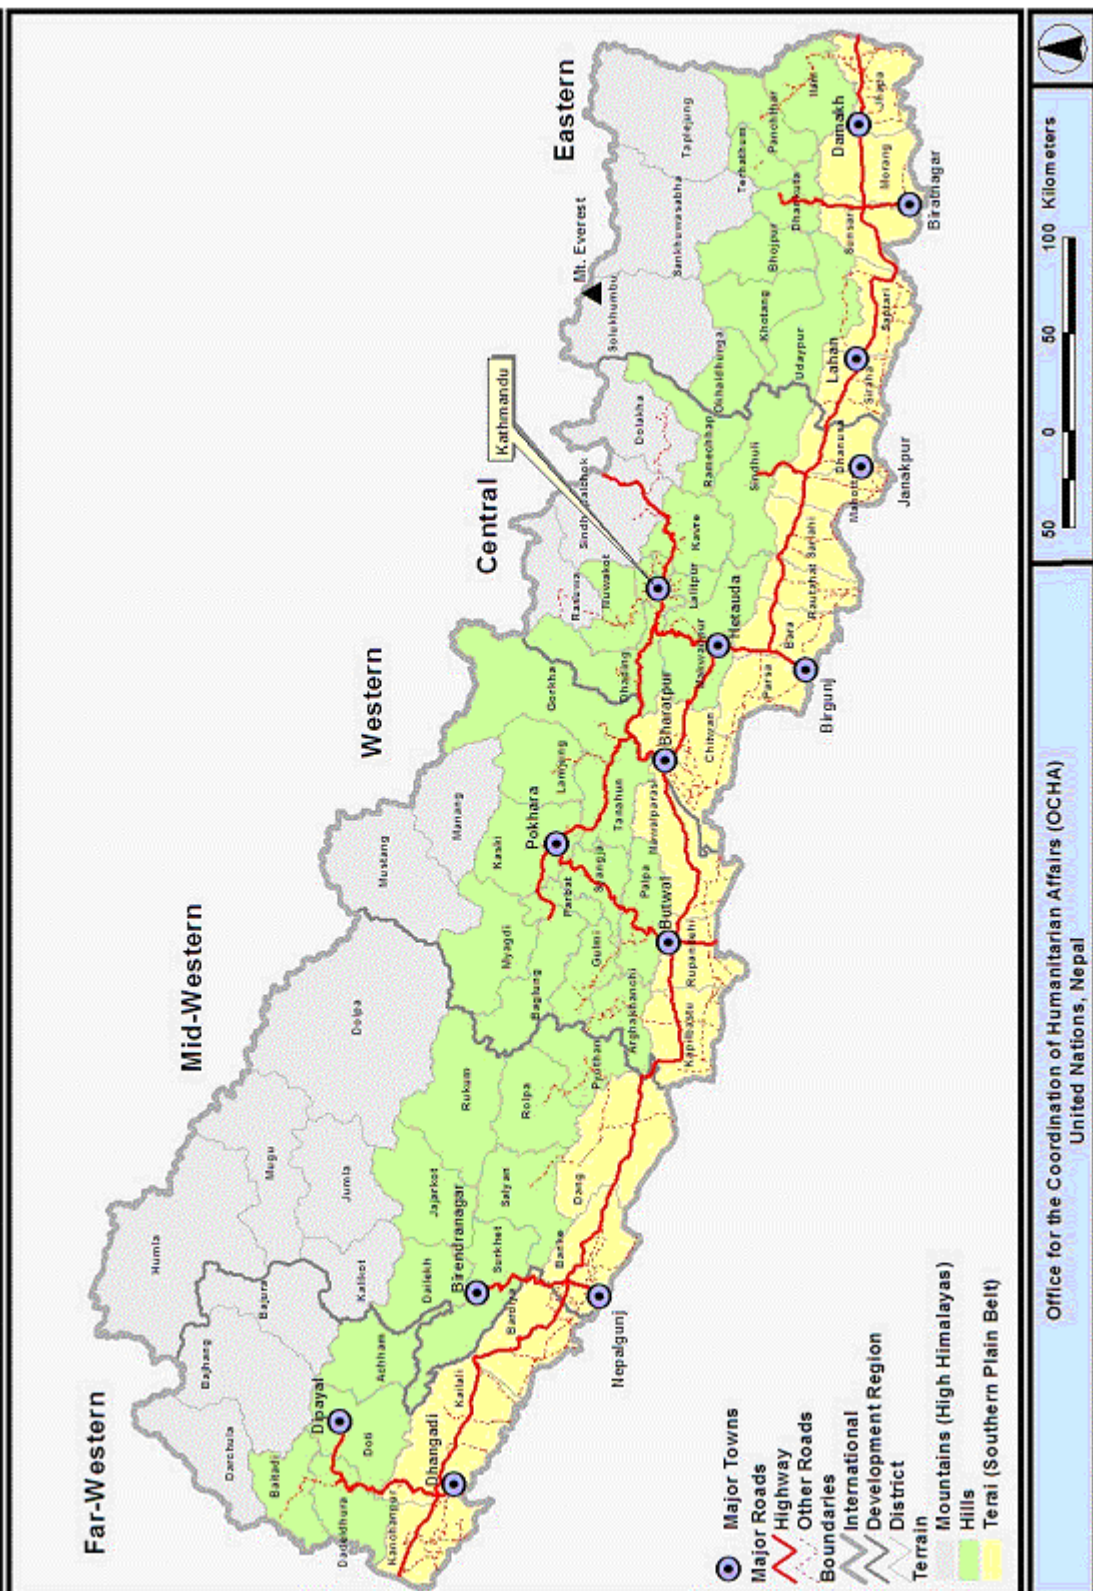 Far-Western
Mid-Western
Western
Central
Eastern
Mt. Everest
Kathmandu
Darchula
Bajhang
Humla
Bajura
Mugu
Baitadi
Dipayal
Doti
Dadeldhura
Kanchanpur
Dhangadi
Achham
Kailali
Kalikot
Jumla
Dolpa
Dailekh
Jajarkot
Birendranagar
Surkhet
Salyan
Rukum
Rolpa
Pyuthan
Bardiya
Banke
Dang
Nepalgunj
Mustang
Manang
Myagdi
Kaski
Baglung
Parbat
Pokhara
Lamjung
Gorkha
Gulmi
Syangja
Tanahun
Arghakhanchi
Palpa
Butwal
Nawalparasi
Kapilbastu
Rupandehi
Rasuwa
Nuwakot
Dhading
Sindhupalchok
Dolakha
Bharatpur
Chitwan
Makwanpur
Hetauda
Lalitpur
Kavre
Ramechhap
Sindhuli
Parsa
Bara
Rautahat
Sarlahi
Mahottari
Dhanusa
Birgunj
Janakpur
Solukhumbu
Sankhuwasabha
Taplejung
Okhaldhunga
Khotang
Bhojpur
Terhathum
Panchthar
Dhankuta
Ilam
Udaypur
Lahan
Siraha
Saptari
Sunsari
Morang
Damakh
Jhapa
Biratnagar
Major Towns
Major Roads
Highway
Other Roads
Boundaries
International
Development Region
District
Terrain
Mountains (High Himalayas)
Hills
Terai (Southern Plain Belt)
Office for the Coordination of Humanitarian Affairs (OCHA)
United Nations, Nepal
50 0 50 100 Kilometers